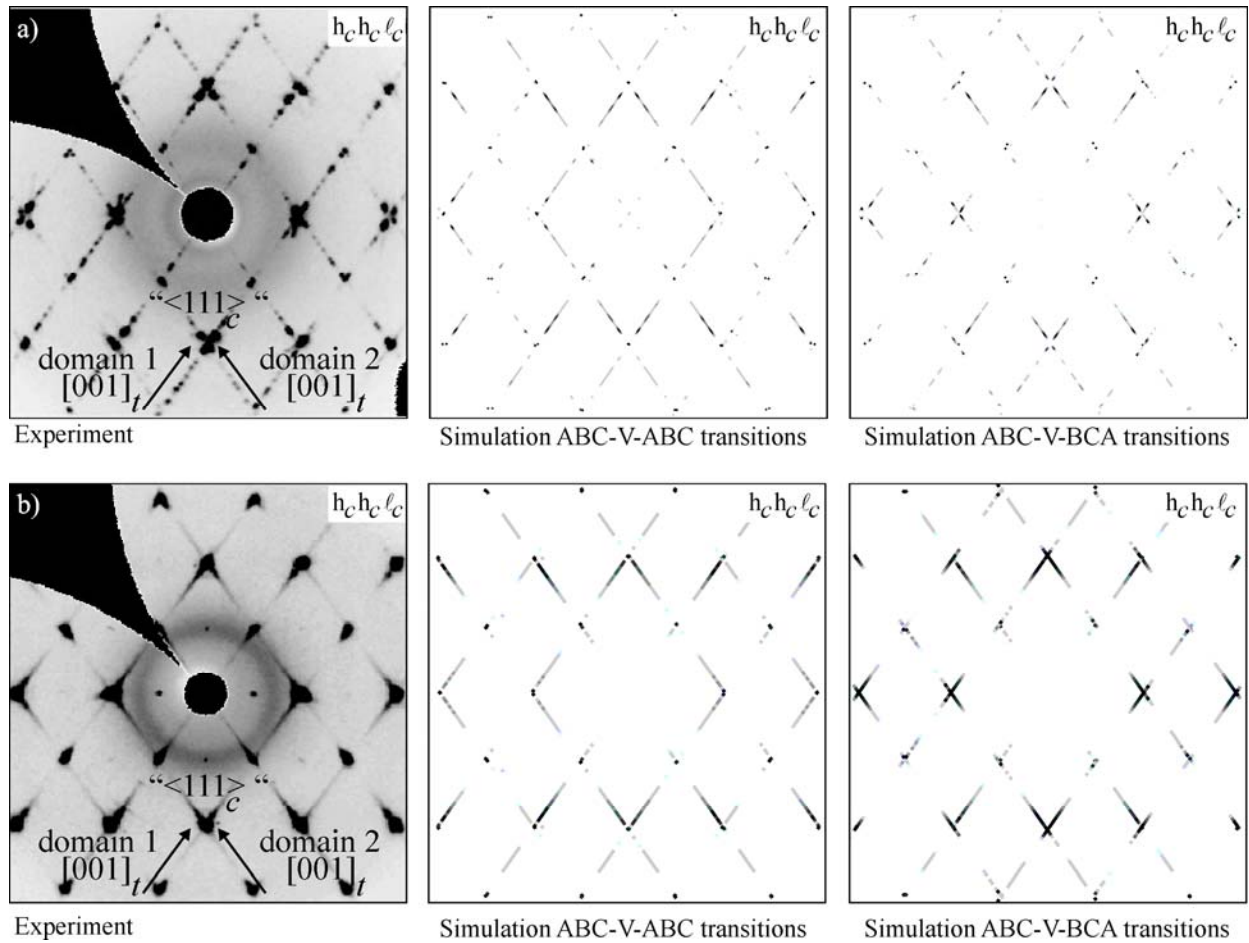 a)
h_c h_c ℓ_c
h_c h_c ℓ_c
h_c h_c ℓ_c
“<111>_c “
domain 1 domain 2
[001]_t [001]_t
Experiment
Simulation ABC-V-ABC transitions
Simulation ABC-V-BCA transitions
b)
h_c h_c ℓ_c
h_c h_c ℓ_c
h_c h_c ℓ_c
“<111>_c “
domain 1 domain 2
[001]_t [001]_t
Experiment
Simulation ABC-V-ABC transitions
Simulation ABC-V-BCA transitions